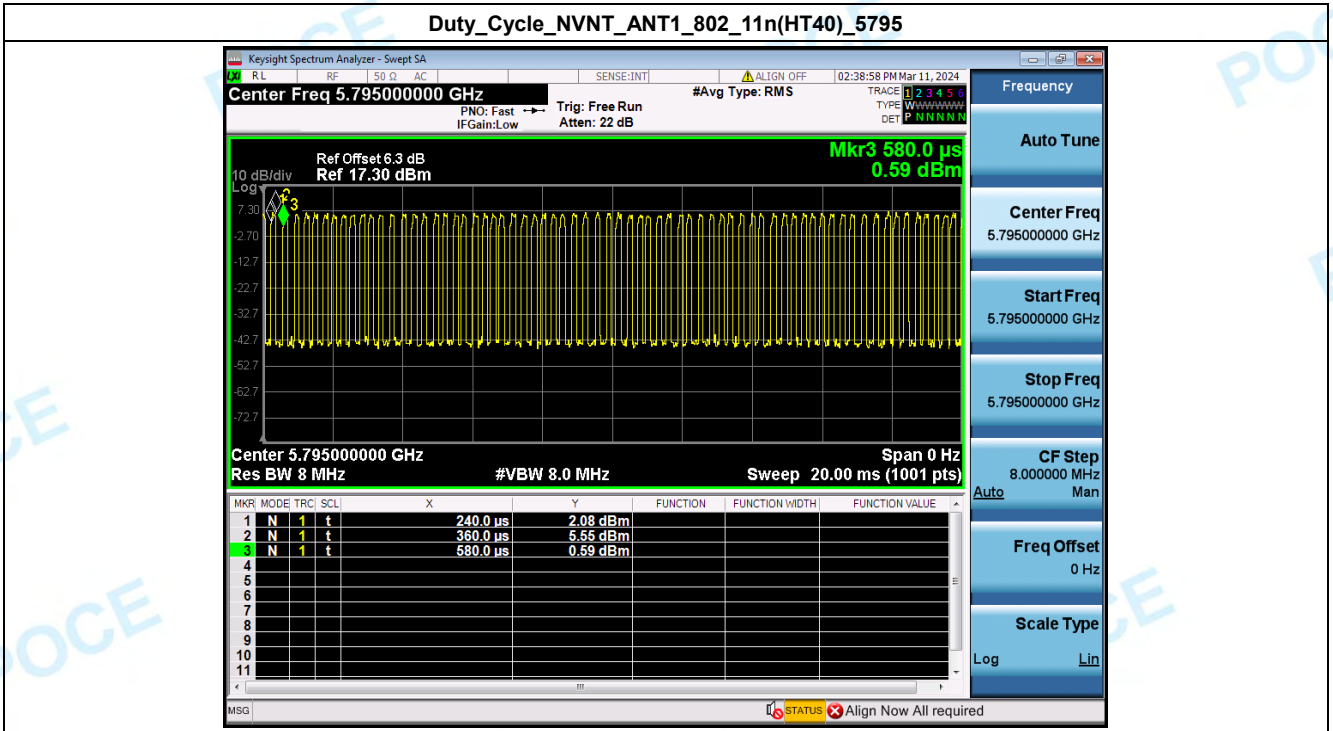 Duty_Cycle_NVNT_ANT1_802_11n(HT40)_5795
Keysight Spectrum Analyzer - Swept SA
LXI RL RF 50 Ω AC SENSE:INT ALIGN OFF 02:38:58 PM Mar 11, 2024
Center Freq 5.795000000 GHz
PNO: Fast
IFGain:Low
Trig: Free Run
Atten: 22 dB
#Avg Type: RMS
TRACE 1 2 3 4 5 6
TYPE WWWWWW
DET P N N N N N
Mkr3 580.0 µs
0.59 dBm
Ref Offset 6.3 dB
10 dB/div Ref 17.30 dBm
Log
7.30
-2.70
-12.7
-22.7
-32.7
-42.7
-52.7
-62.7
-72.7
2
3
Center 5.795000000 GHz Span 0 Hz
Res BW 8 MHz #VBW 8.0 MHz Sweep 20.00 ms (1001 pts)
MKR MODE TRC SCL X Y FUNCTION FUNCTION WIDTH FUNCTION VALUE
1 N 1 t 240.0 µs 2.08 dBm
2 N 1 t 360.0 µs 5.55 dBm
3 N 1 t 580.0 µs 0.59 dBm
4
5
6
7
8
9
10
11
MSG STATUS Align Now All required
Frequency
Auto Tune
Center Freq
5.795000000 GHz
Start Freq
5.795000000 GHz
Stop Freq
5.795000000 GHz
CF Step
8.000000 MHz
Auto Man
Freq Offset
0 Hz
Scale Type
Log Lin
POCE